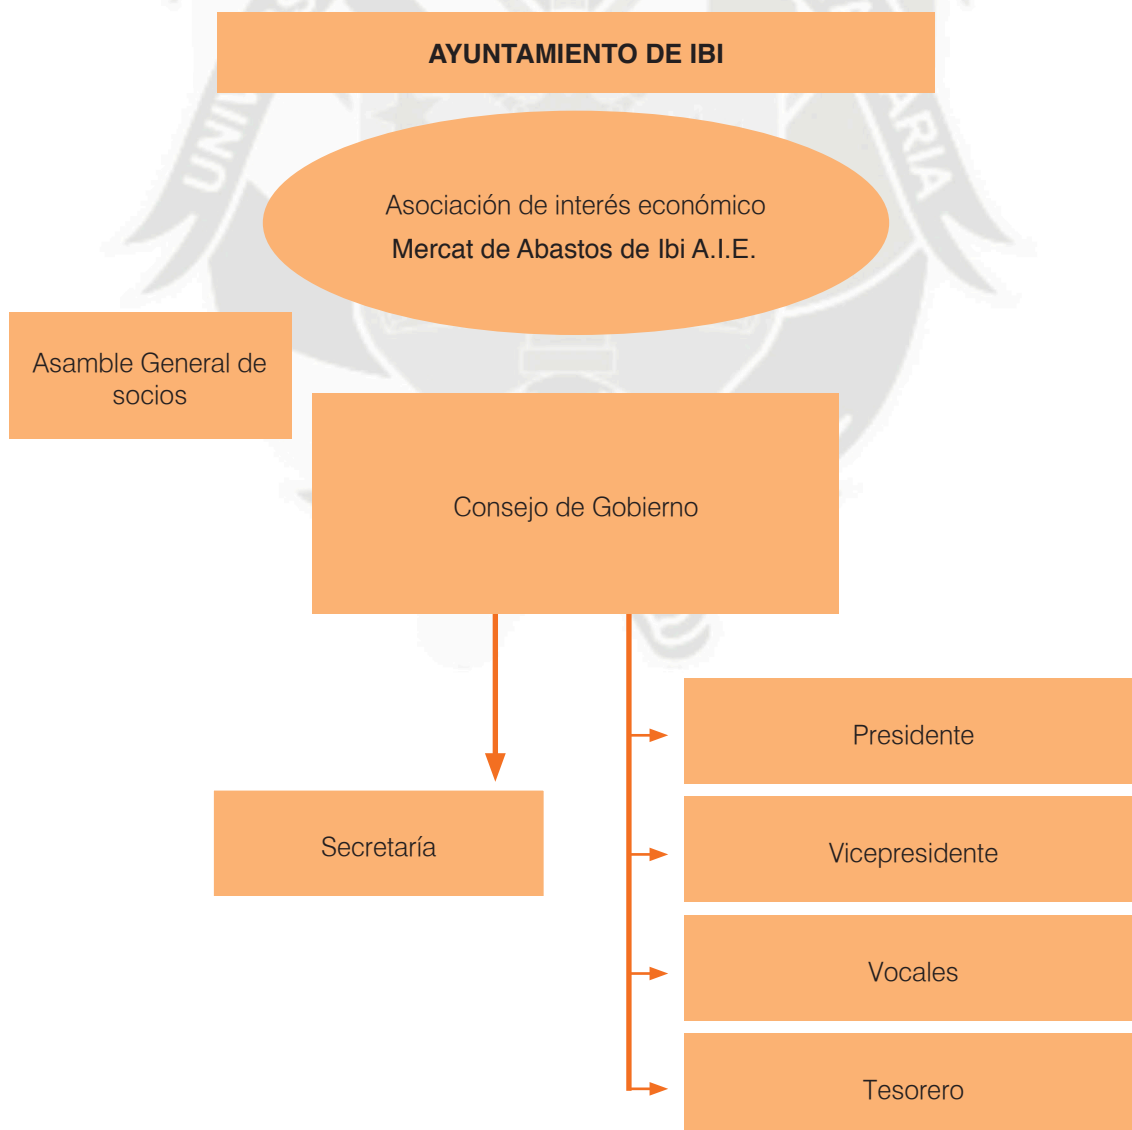 AYUNTAMIENTO DE IBI
Asociación de interés económico
Mercat de Abastos de Ibi A.I.E.
Asamble General de
socios
Consejo de Gobierno
Secretaría
Presidente
Vicepresidente
Vocales
Tesorero